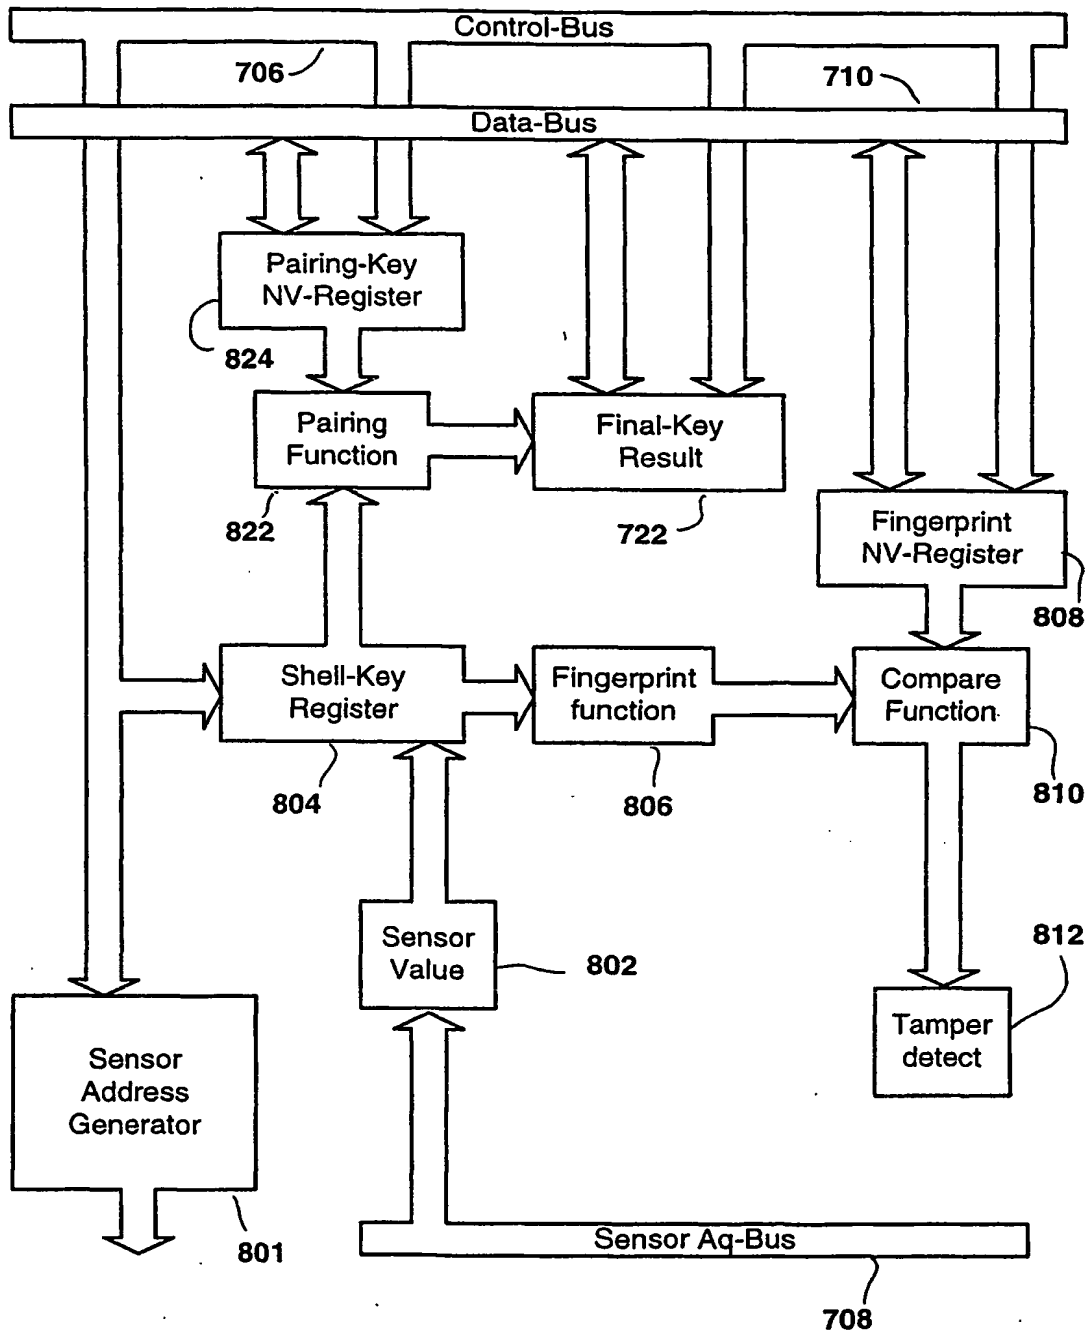 Control-Bus
706
710
Data-Bus
Pairing-Key
NV-Register
824
Pairing
Function
822
Final-Key
Result
722
Fingerprint
NV-Register
808
Shell-Key
Register
804
Fingerprint
function
806
Compare
Function
810
Sensor
Value
802
812
Tamper
detect
Sensor
Address
Generator
801
Sensor Aq-Bus
708